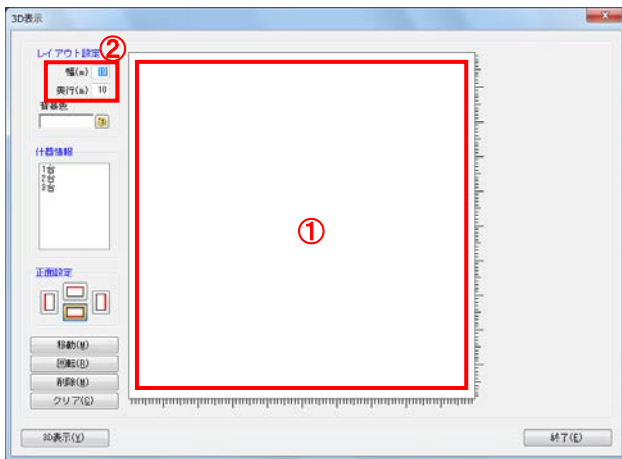 3D表示
レイアウト設定
②
幅(m) 10
奥行(m) 10
背景色
什器情報
1台
2台
3台
①
正面設定
移動(M)
回転(R)
削除(M)
クリア(C)
3D表示(V)
終了(E)